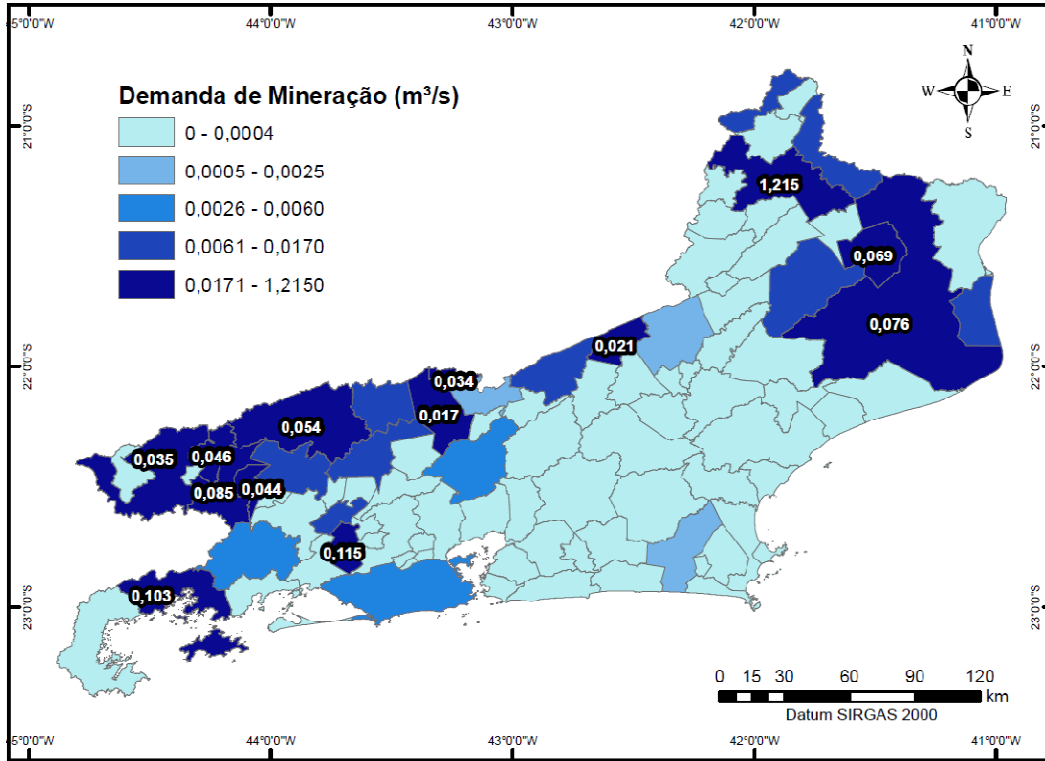 45°0'0"W 44°0'0"W 43°0'0"W 42°0'0"W 41°0'0"W
N
W E
S
Demanda de Mineração (m³/s)
0 - 0,0004
0,0005 - 0,0025
0,0026 - 0,0060
0,0061 - 0,0170
0,0171 - 1,2150
21°0'0"S 21°0'0"S
1,215
0,069
0,076
0,021
22°0'0"S 22°0'0"S
0,034
0,017
0,054
0,035 0,046
0,085 0,044
0,115
0,103
23°0'0"S 23°0'0"S
0 15 30 60 90 120
km
Datum SIRGAS 2000
45°0'0"W 44°0'0"W 43°0'0"W 42°0'0"W 41°0'0"W